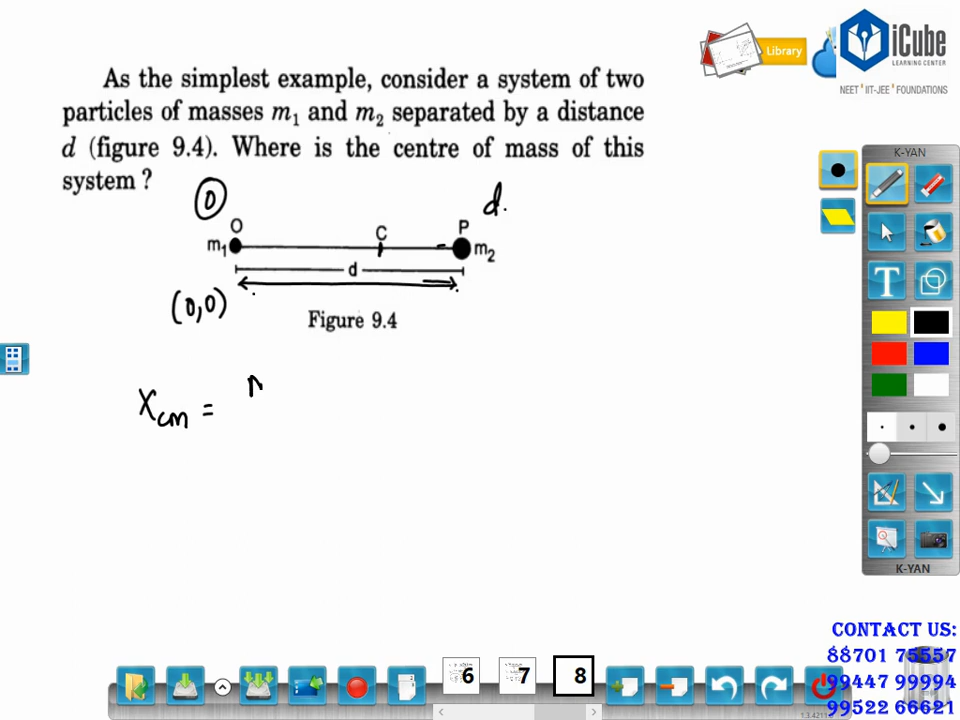 Library
iCube
LEARNING CENTER
NEET ' IIT-JEE ' FOUNDATIONS
As the simplest example, consider a system of two
particles of masses m₁ and m₂ separated by a distance
d (figure 9.4). Where is the centre of mass of this
system ?
0 d.
O C P
m₁ m₂
d
(0,0)
Figure 9.4
Xcm =
K-YAN
T
K-YAN
CONTACT US:
88701 75557
99447 99994
99522 66621
6 7 8